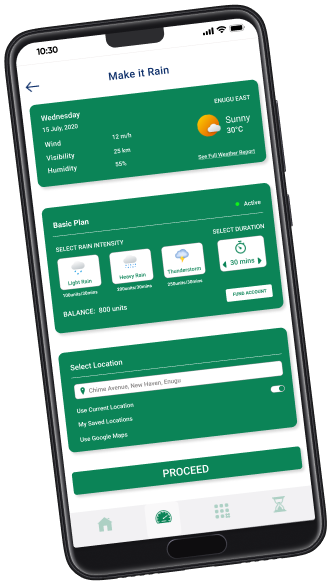 10:30
Make it Rain
Wednesday
15 July, 2020
ENUGU EAST
Wind 12 m/h
Visibility 25 km
Humidity 55%
Sunny
30°C
See Full Weather Report
Basic Plan
Active
SELECT RAIN INTENSITY
SELECT DURATION
Light Rain
Heavy Rain
Thunderstorm
30 mins
100units/30mins
200units/30mins
250units/30mins
BALANCE: 800 units
FUND ACCOUNT
Select Location
Chime Avenue, New Haven, Enugu
Use Current Location
My Saved Locations
Use Google Maps
PROCEED